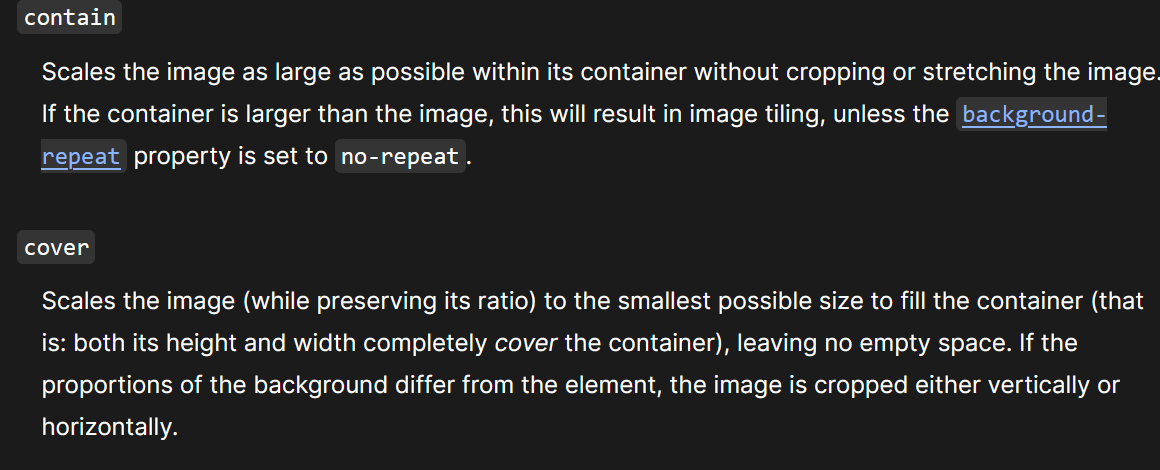 contain
Scales the image as large as possible within its container without cropping or stretching the image.
If the container is larger than the image, this will result in image tiling, unless the background-
repeat property is set to no-repeat.
cover
Scales the image (while preserving its ratio) to the smallest possible size to fill the container (that
is: both its height and width completely cover the container), leaving no empty space. If the
proportions of the background differ from the element, the image is cropped either vertically or
horizontally.